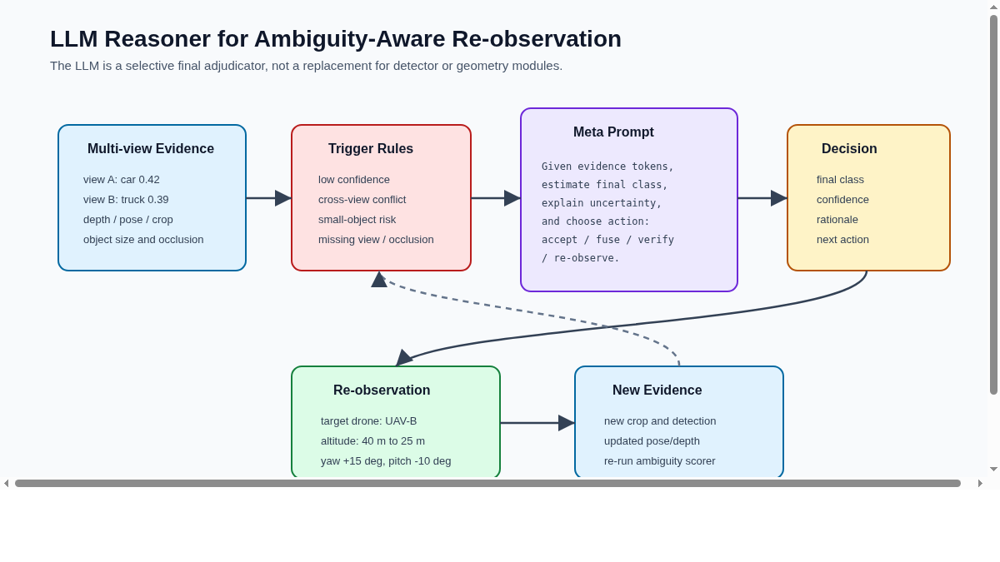 LLM Reasoner for Ambiguity-Aware Re-observation
The LLM is a selective final adjudicator, not a replacement for detector or geometry modules.
Multi-view Evidence
view A: car 0.42
view B: truck 0.39
depth / pose / crop
object size and occlusion
Trigger Rules
low confidence
cross-view conflict
small-object risk
missing view / occlusion
Meta Prompt
Given evidence tokens,
estimate final class,
explain uncertainty,
and choose action:
accept / fuse / verify
/ re-observe.
Decision
final class
confidence
rationale
next action
Re-observation
target drone: UAV-B
altitude: 40 m to 25 m
yaw +15 deg, pitch -10 deg
New Evidence
new crop and detection
updated pose/depth
re-run ambiguity scorer